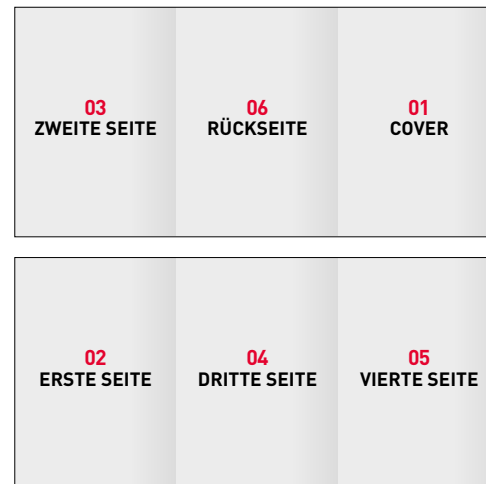 03
ZWEITE SEITE
06
RÜCKSEITE
01
COVER
02
ERSTE SEITE
04
DRITTE SEITE
05
VIERTE SEITE